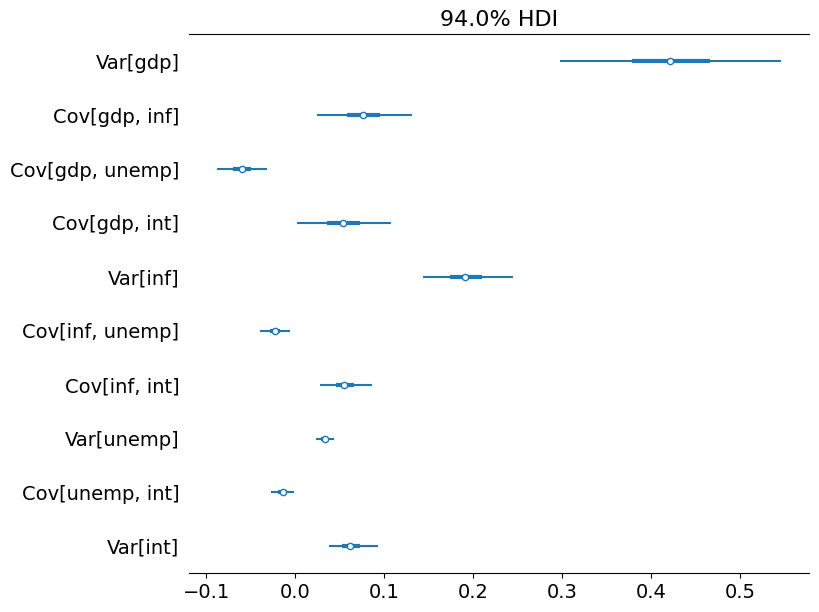 94.0% HDI
Var[gdp]
Cov[gdp, inf]
Cov[gdp, unemp]
Cov[gdp, int]
Var[inf]
Cov[inf, unemp]
Cov[inf, int]
Var[unemp]
Cov[unemp, int]
Var[int]
−0.1 0.0 0.1 0.2 0.3 0.4 0.5